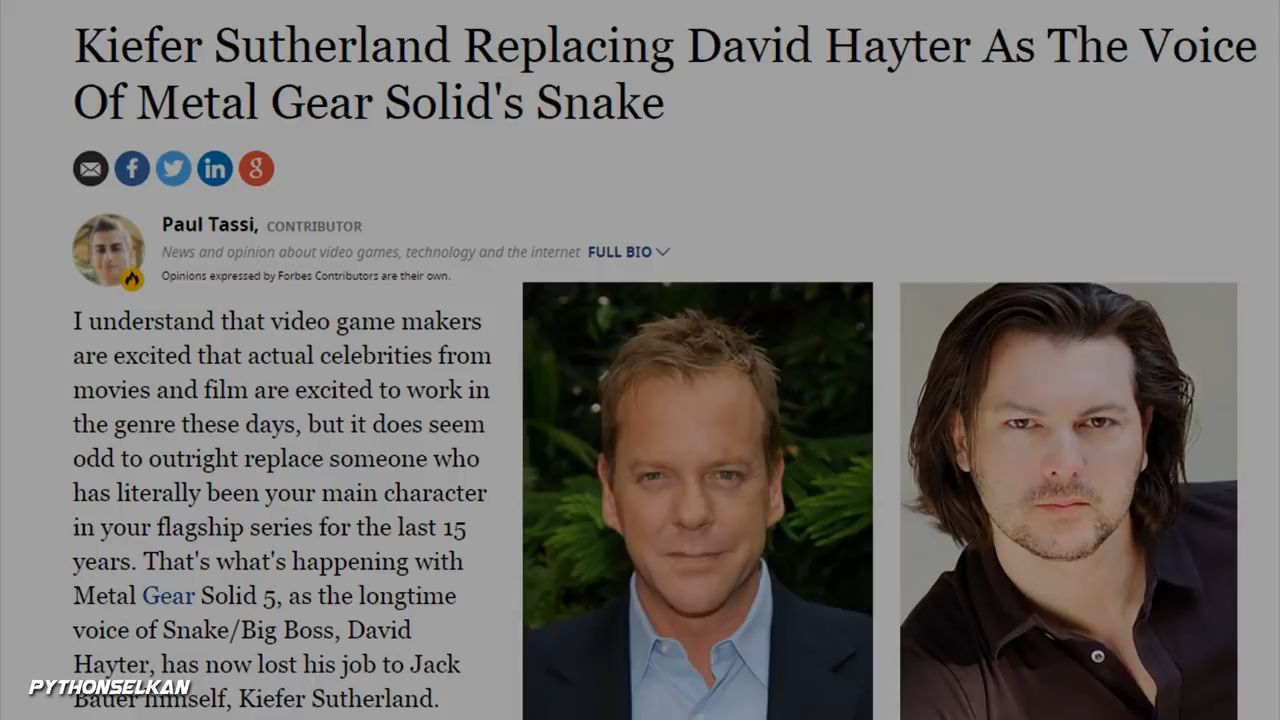 Kiefer Sutherland Replacing David Hayter As The Voice
Of Metal Gear Solid's Snake
Paul Tassi, CONTRIBUTOR
News and opinion about video games, technology and the internet FULL BIO
Opinions expressed by Forbes Contributors are their own.
I understand that video game makers
are excited that actual celebrities from
movies and film are excited to work in
the genre these days, but it does seem
odd to outright replace someone who
has literally been your main character
in your flagship series for the last 15
years. That's what's happening with
Metal Gear Solid 5, as the longtime
voice of Snake/Big Boss, David
Hayter, has now lost his job to Jack
Bauer himself, Kiefer Sutherland.
PYTHONSELKAN